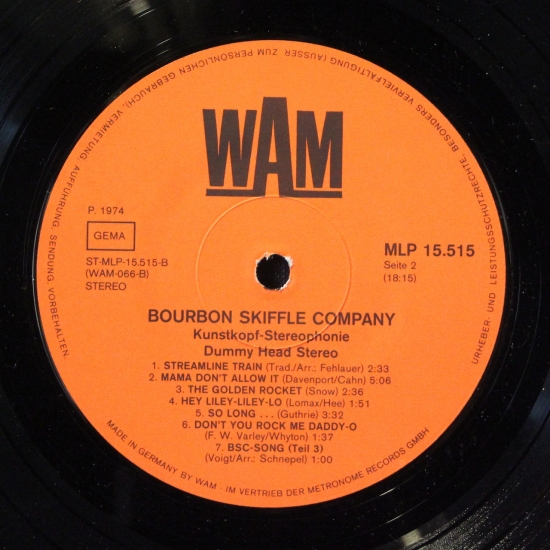 URHEBER- UND LEISTUNGSSCHUTZRECHTE, BESONDERS VERVIELFÄLTIGUNG (AUSSER ZUM PERSÖNLICHEN GEBRAUCH), VERMIETUNG, AUFFÜHRUNG, SENDUNG, VORBEHALTEN.
WAM
P. 1974
GEMA
ST-MLP-15.515-B
(WAM-066-B)
STEREO
MLP 15.515
Seite 2
(18:15)
BOURBON SKIFFLE COMPANY
Kunstkopf-Stereophonie
Dummy Head Stereo
1. STREAMLINE TRAIN (Trad./Arr.: Fehlauer) 2:33
2. MAMA DON'T ALLOW IT (Davenport/Cahn) 5:06
3. THE GOLDEN ROCKET (Snow) 2:36
4. HEY LILEY-LILEY-LO (Lomax/Hee) 1:51
5. SO LONG ... (Guthrie) 3:32
6. DON'T YOU ROCK ME DADDY-O
(F. W. Varley/Whyton) 1:37
7. BSC-SONG (Teil 3)
(Voigt/Arr.: Schnepel) 1:00
MADE IN GERMANY BY WAM · IM VERTRIEB DER METRONOME RECORDS GMBH